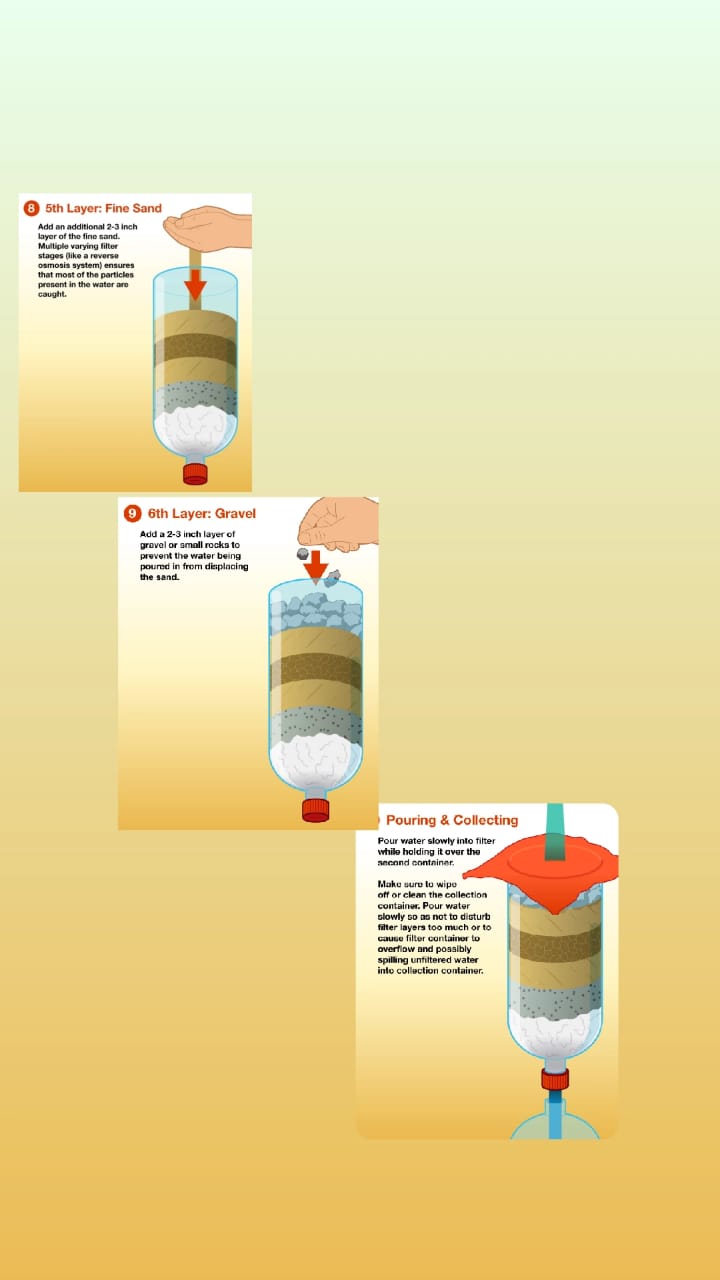 8 5th Layer: Fine Sand
Add an additional 2-3 inch
layer of the fine sand.
Multiple varying filter
stages (like a reverse
osmosis system) ensures
that most of the particles
present in the water are
caught.
9 6th Layer: Gravel
Add a 2-3 inch layer of
gravel or small rocks to
prevent the water being
poured in from displacing
the sand.
Pouring & Collecting
Pour water slowly into filter
while holding it over the
second container.
Make sure to wipe
off or clean the collection
container. Pour water
slowly so as not to disturb
filter layers too much or to
cause filter container to
overflow and possibly
spilling unfiltered water
into collection container.